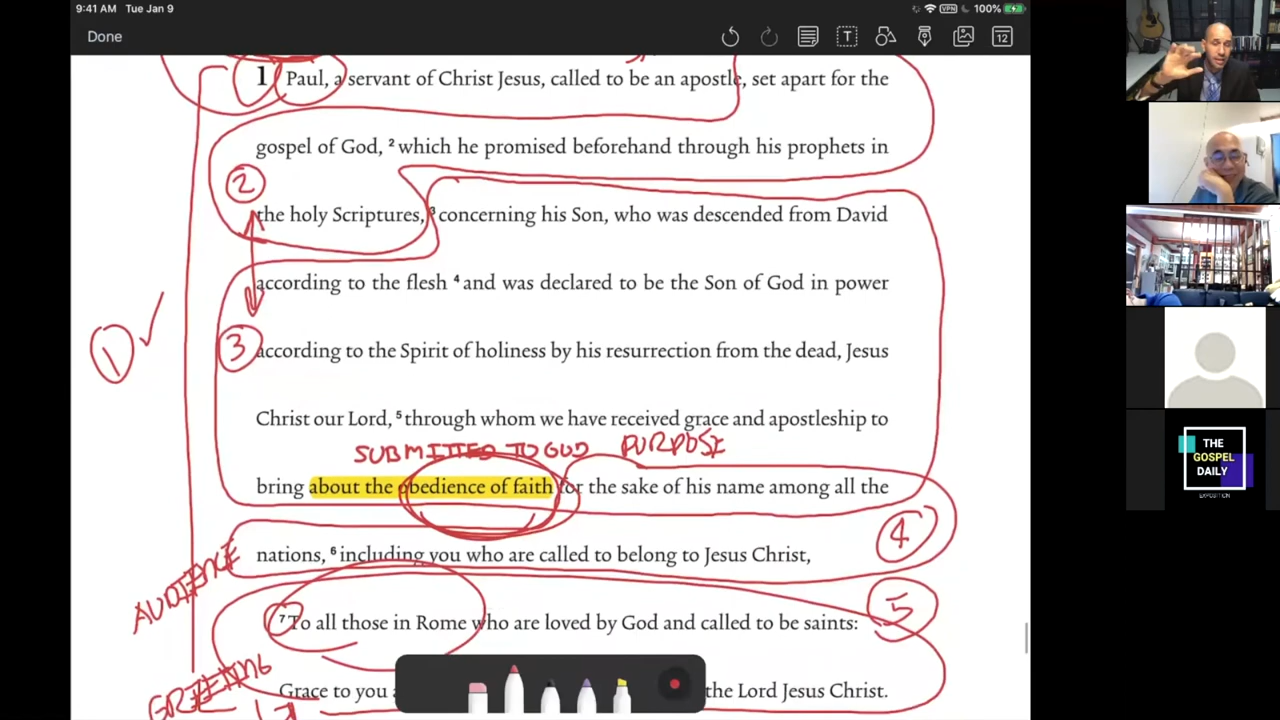 9:41 AM Tue Jan 9
VPN 100%
Done
T
12
1 Paul, a servant of Christ Jesus, called to be an apostle, set apart for the
gospel of God, 2 which he promised beforehand through his prophets in
2
the holy Scriptures, 3 concerning his Son, who was descended from David
according to the flesh 4 and was declared to be the Son of God in power
1
3
according to the Spirit of holiness by his resurrection from the dead, Jesus
Christ our Lord, 5 through whom we have received grace and apostleship to
SUBMITTED TO GOD PURPOSE
bring about the obedience of faith for the sake of his name among all the
4
nations, 6 including you who are called to belong to Jesus Christ,
AUDIENCE
5
7 To all those in Rome who are loved by God and called to be saints:
GREETING
Grace to you the Lord Jesus Christ.
THE
GOSPEL
DAILY
EXPOSITION